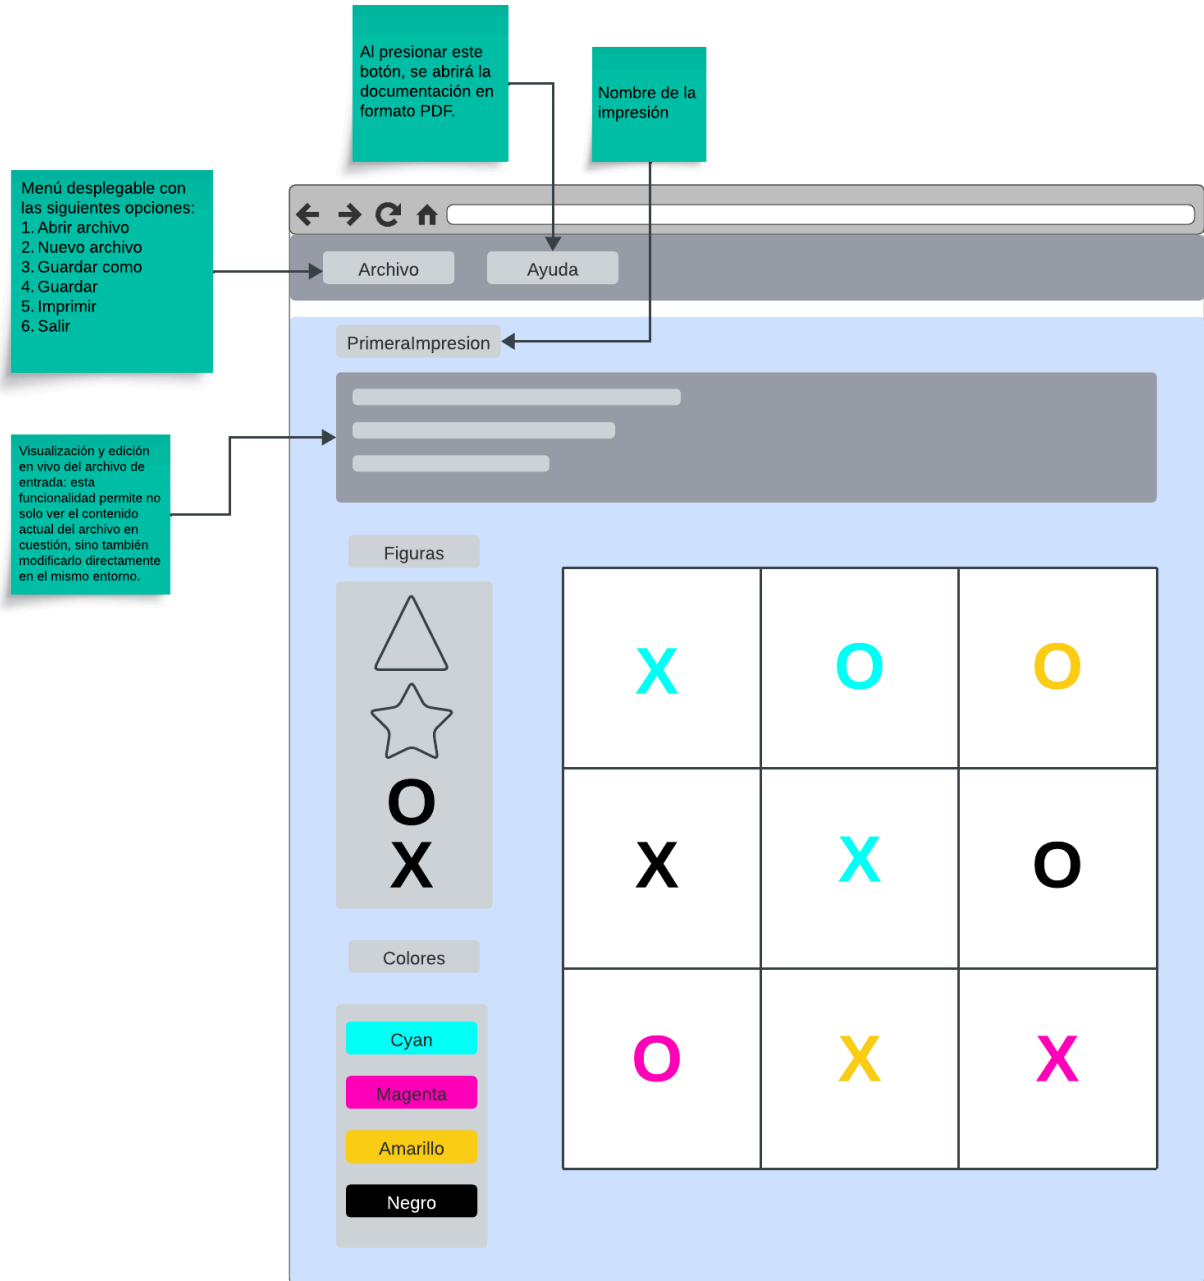 Al presionar este
botón, se abrirá la
documentación en
formato PDF.
Nombre de la
impresión
Menú desplegable con
las siguientes opciones:
1. Abrir archivo
2. Nuevo archivo
3. Guardar como
4. Guardar
5. Imprimir
6. Salir
Archivo
Ayuda
PrimeraImpresion
Visualización y edición
en vivo del archivo de
entrada: esta
funcionalidad permite no
solo ver el contenido
actual del archivo en
cuestión, sino también
modificarlo directamente
en el mismo entorno.
Figuras
O
X
Colores
Cyan
Magenta
Amarillo
Negro
X O O
X X O
O X X